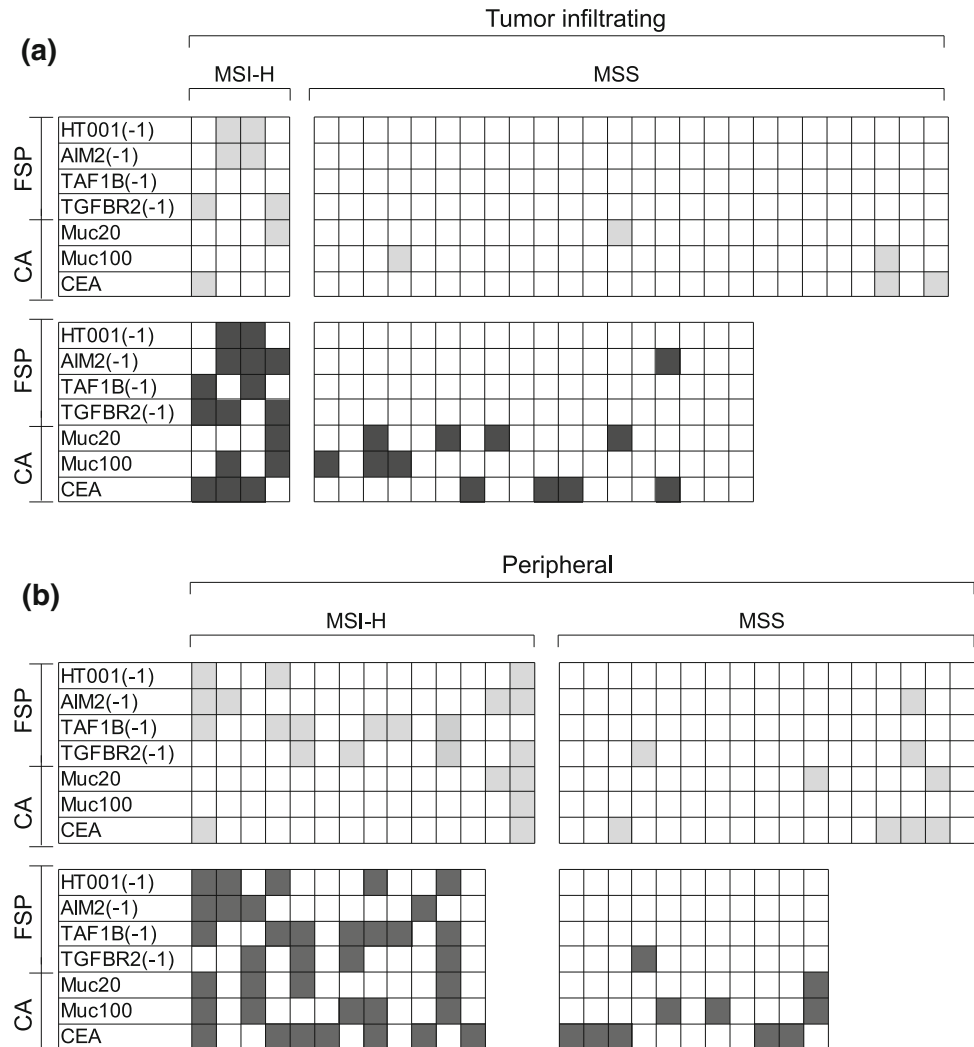 Tumor infiltrating
(a)
MSI-H MSS
FSP
HT001(-1)
AIM2(-1)
TAF1B(-1)
TGFBR2(-1)
CA
Muc20
Muc100
CEA
FSP
HT001(-1)
AIM2(-1)
TAF1B(-1)
TGFBR2(-1)
CA
Muc20
Muc100
CEA
Peripheral
(b)
MSI-H MSS
FSP
HT001(-1)
AIM2(-1)
TAF1B(-1)
TGFBR2(-1)
CA
Muc20
Muc100
CEA
FSP
HT001(-1)
AIM2(-1)
TAF1B(-1)
TGFBR2(-1)
CA
Muc20
Muc100
CEA